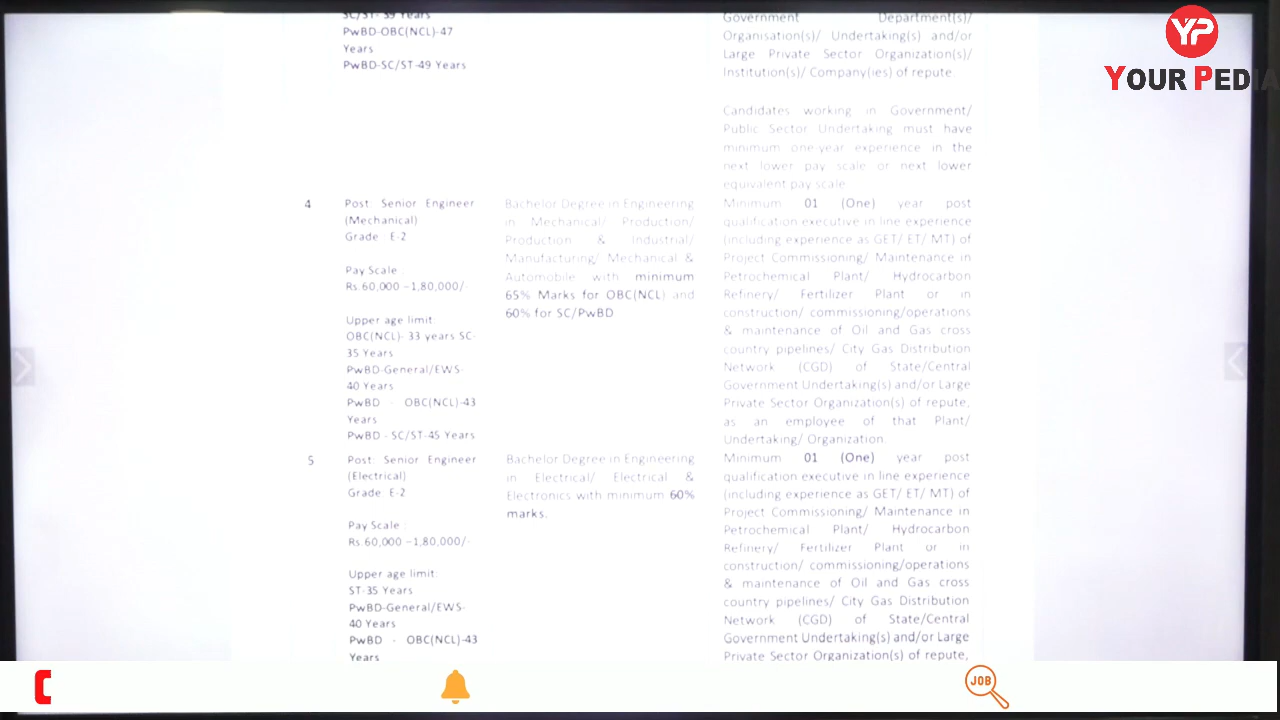 SC/ST- 39 Years
PwBD-OBC(NCL)-47
Years
PwBD-SC/ST-49 Years
Government Department(s)/
Organisation(s)/ Undertaking(s) and/or
Large Private Sector Organization(s)/
Institution(s)/ Company(ies) of repute.
Candidates working in Government/
Public Sector Undertaking must have
minimum one-year experience in the
next lower pay scale or next lower
equivalent pay scale
4
Post: Senior Engineer
(Mechanical)
Grade : E-2
Pay Scale :
Rs.60,000 –1,80,000/-
Upper age limit:
OBC(NCL)- 33 years SC-
35 Years
PwBD-General/EWS-
40 Years
PwBD - OBC(NCL)-43
Years
PwBD - SC/ST-45 Years
Bachelor Degree in Engineering
in Mechanical/ Production/
Production & Industrial/
Manufacturing/ Mechanical &
Automobile with minimum
65% Marks for OBC(NCL) and
60% for SC/PwBD
Minimum 01 (One) year post
qualification executive in line experience
(including experience as GET/ ET/ MT) of
Project Commissioning/ Maintenance in
Petrochemical Plant/ Hydrocarbon
Refinery/ Fertilizer Plant or in
construction/ commissioning/operations
& maintenance of Oil and Gas cross
country pipelines/ City Gas Distribution
Network (CGD) of State/Central
Government Undertaking(s) and/or Large
Private Sector Organization(s) of repute,
as an employee of that Plant/
Undertaking/ Organization.
5
Post: Senior Engineer
(Electrical)
Grade : E-2
Pay Scale :
Rs.60,000 –1,80,000/-
Upper age limit:
ST-35 Years
PwBD-General/EWS-
40 Years
PwBD - OBC(NCL)-43
Years
Bachelor Degree in Engineering
in Electrical/ Electrical &
Electronics with minimum 60%
marks.
Minimum 01 (One) year post
qualification executive in line experience
(including experience as GET/ ET/ MT) of
Project Commissioning/ Maintenance in
Petrochemical Plant/ Hydrocarbon
Refinery/ Fertilizer Plant or in
construction/ commissioning/operations
& maintenance of Oil and Gas cross
country pipelines/ City Gas Distribution
Network (CGD) of State/Central
Government Undertaking(s) and/or Large
Private Sector Organization(s) of repute,
YP
YOUR PEDIA
JOB